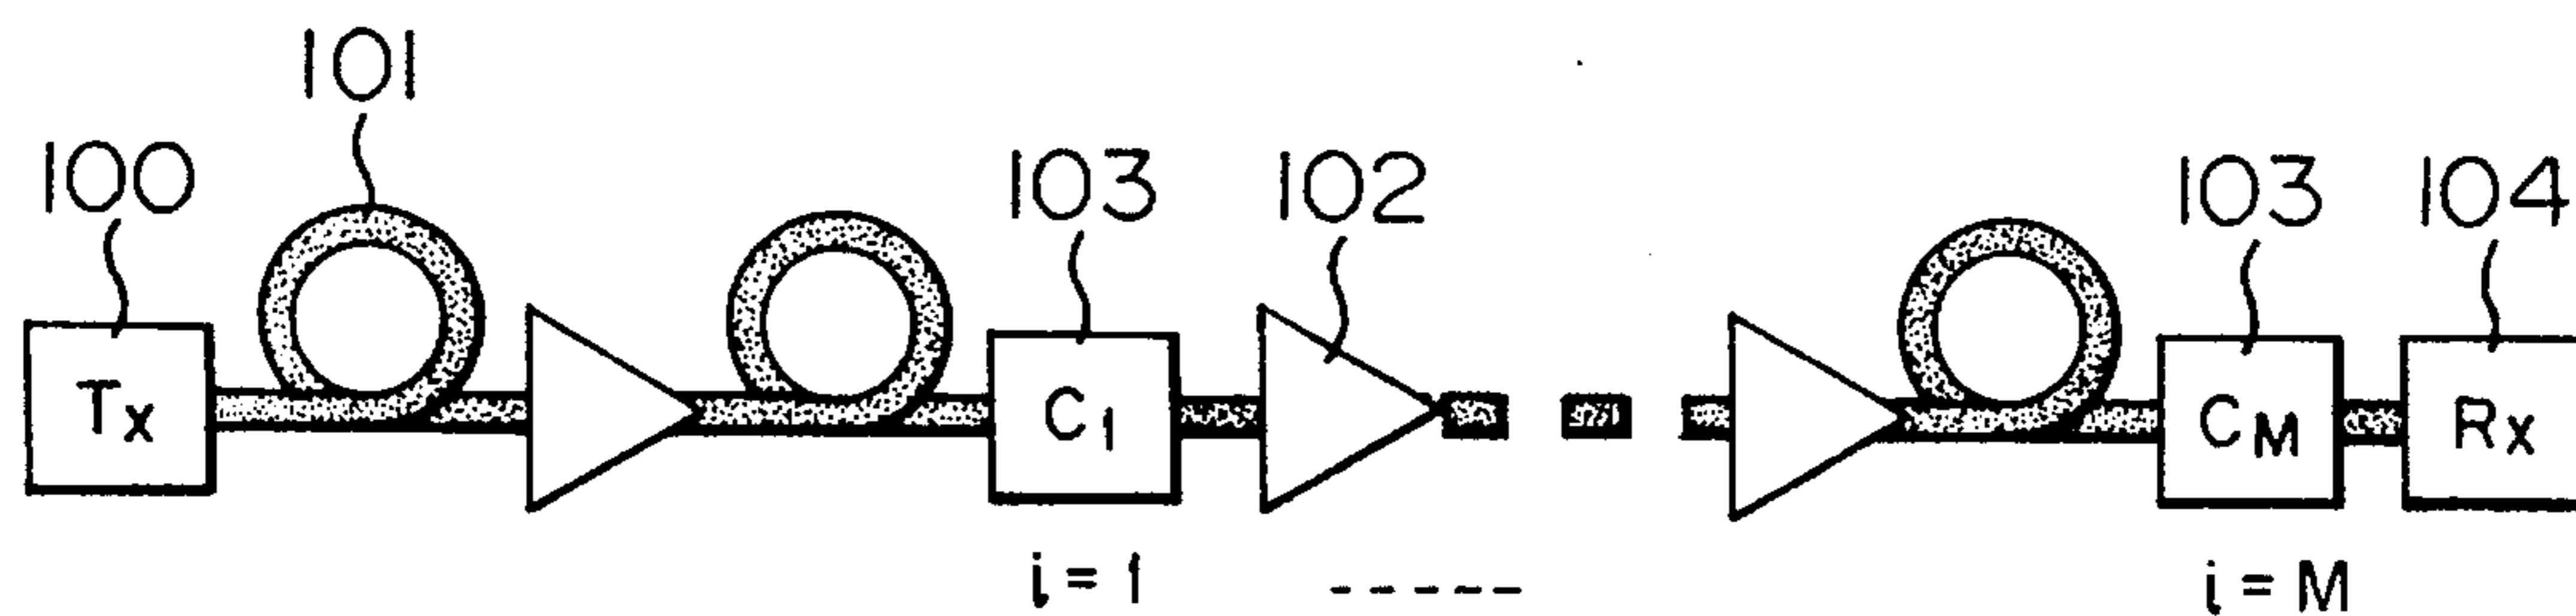 101
100 103 102 103 104
Tx C1 CM Rx
i = 1 ----- i = M